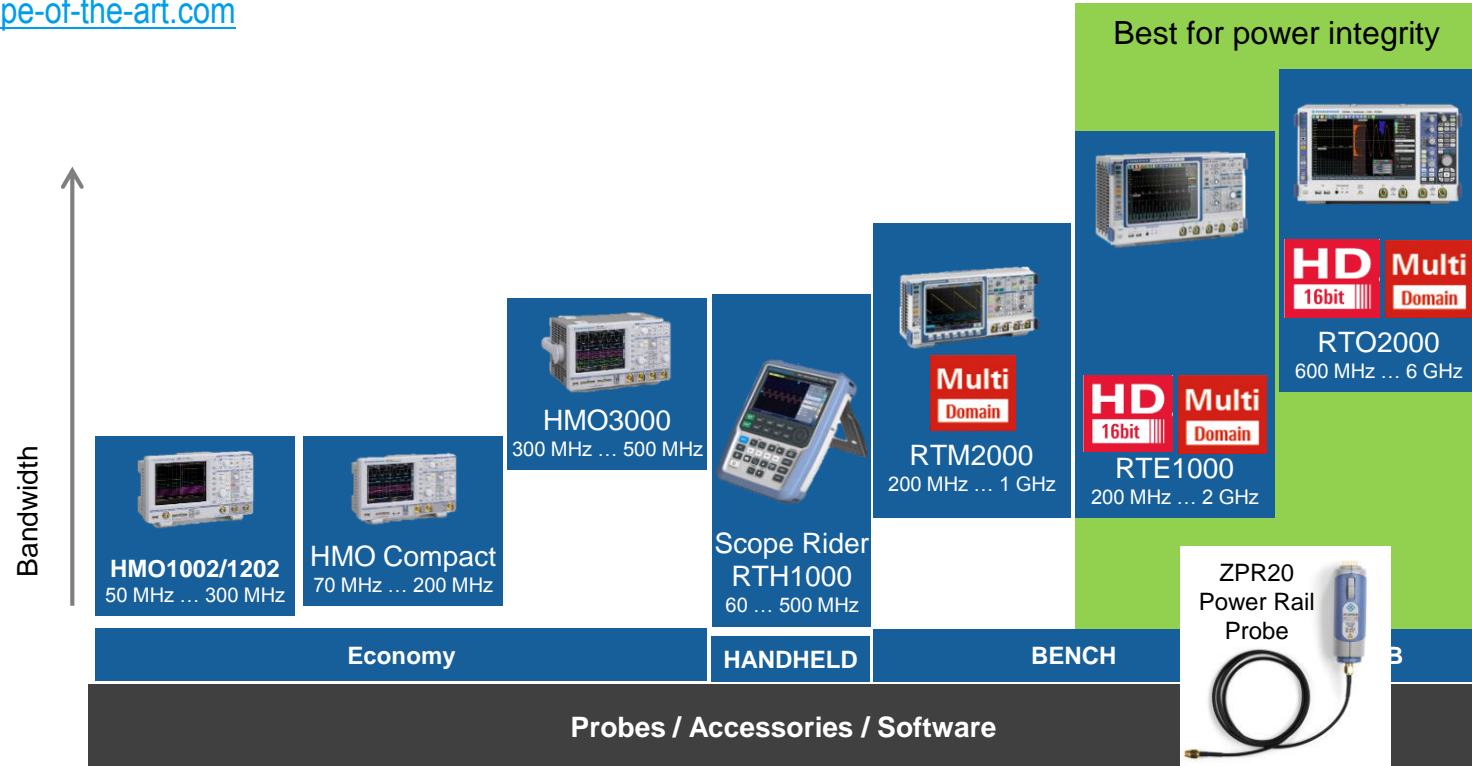 pe-of-the-art.com
Best for power integrity
Bandwidth
HMO1002/1202
50 MHz … 300 MHz
HMO Compact
70 MHz … 200 MHz
HMO3000
300 MHz … 500 MHz
Scope Rider
RTH1000
60 … 500 MHz
Multi
Domain
RTM2000
200 MHz … 1 GHz
HD
16bit
Multi
Domain
RTE1000
200 MHz … 2 GHz
HD
16bit
Multi
Domain
RTO2000
600 MHz … 6 GHz
ZPR20
Power Rail
Probe
Economy
HANDHELD
BENCH
B
Probes / Accessories / Software